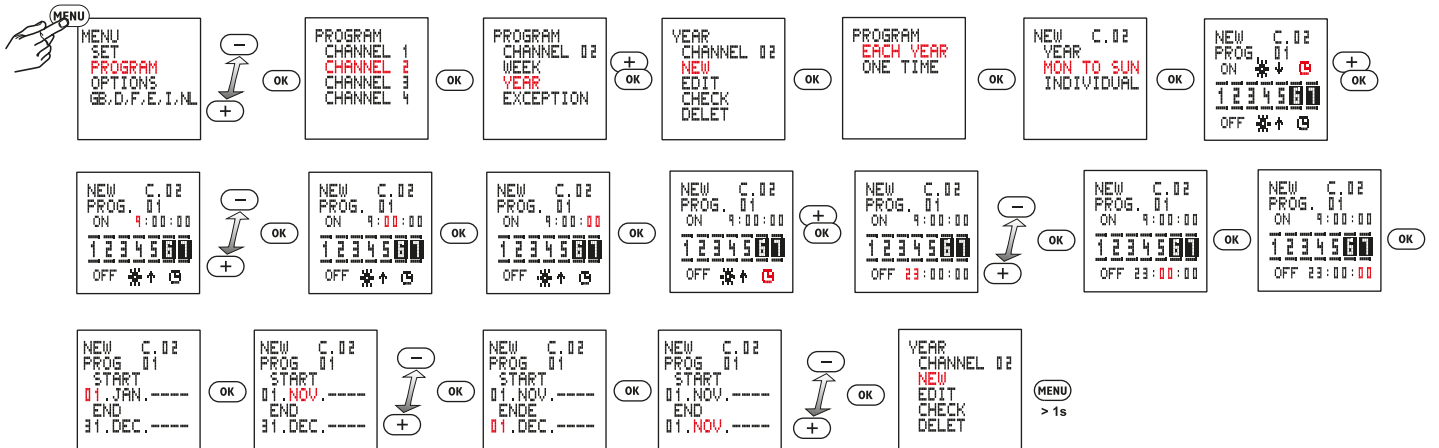 MENU
MENU
SET
PROGRAM
OPTIONS
GB,D,F,E,I,NL
−
+
OK
PROGRAM
CHANNEL 1
CHANNEL 2
CHANNEL 3
CHANNEL 4
OK
PROGRAM
CHANNEL 02
WEEK
YEAR
EXCEPTION
+
OK
YEAR
CHANNEL 02
NEW
EDIT
CHECK
DELET
OK
PROGRAM
EACH YEAR
ONE TIME
OK
NEW C.02
YEAR
MON TO SUN
INDIVIDUAL
OK
NEW C.02
PROG 01
ON
1 2 3 4 5 6 7
OFF
+
OK
NEW C.02
PROG. 01
ON 9:00:00
1 2 3 4 5 6 7
OFF
−
+
OK
NEW C.02
PROG. 01
ON 9:00:00
1 2 3 4 5 6 7
OFF
OK
NEW C.02
PROG. 01
ON 9:00:00
1 2 3 4 5 6 7
OFF
OK
NEW C.02
PROG. 01
ON 9:00:00
1 2 3 4 5 6 7
OFF
+
OK
NEW C.02
PROG. 01
ON 9:00:00
1 2 3 4 5 6 7
OFF 23:00:00
−
+
OK
NEW C.02
PROG. 01
ON 9:00:00
1 2 3 4 5 6 7
OFF 23:00:00
OK
NEW C.02
PROG. 01
ON 9:00:00
1 2 3 4 5 6 7
OFF 23:00:00
OK
NEW C.02
PROG 01
START
01.JAN.----
END
31.DEC.----
OK
NEW C.02
PROG 01
START
01.NOV.----
END
31.DEC.----
−
+
OK
NEW C.02
PROG 01
START
01.NOV.----
ENDE
01.DEC.----
OK
NEW C.02
PROG 01
START
01.NOV.----
END
01.NOV.----
−
+
OK
YEAR
CHANNEL 02
NEW
EDIT
CHECK
DELET
MENU
> 1s